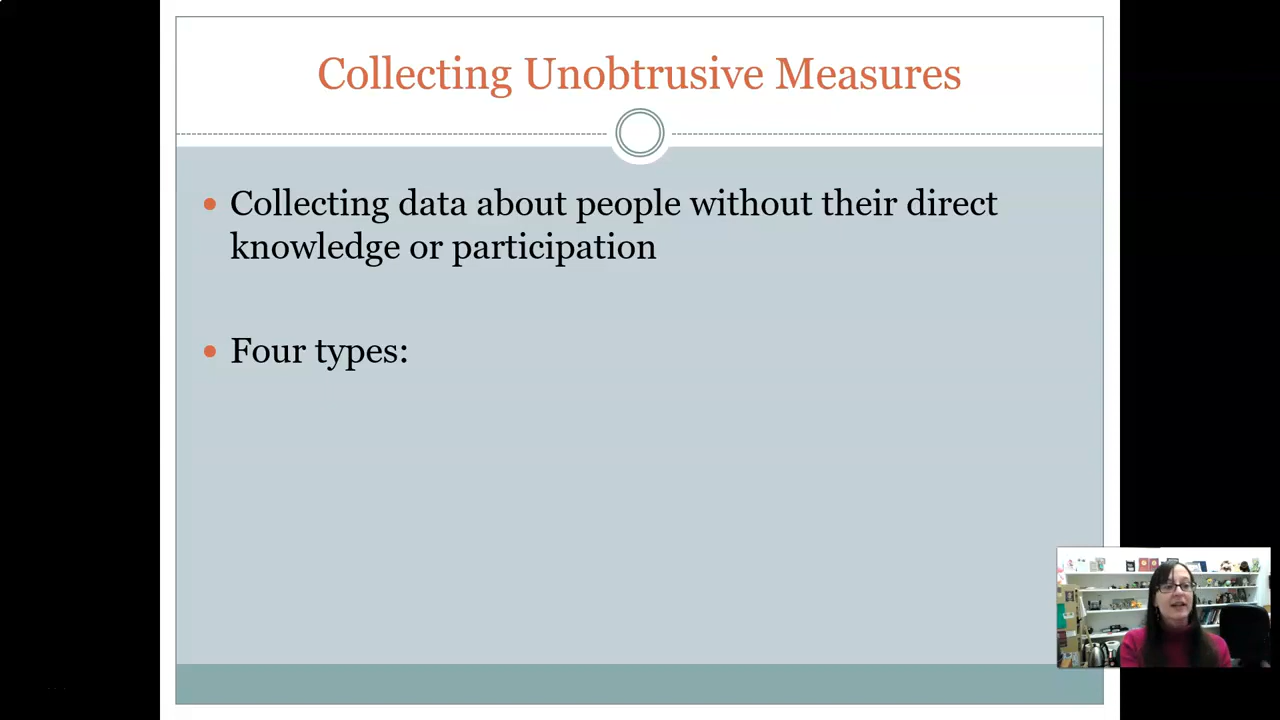 Collecting Unobtrusive Measures
• Collecting data about people without their direct
knowledge or participation
• Four types: